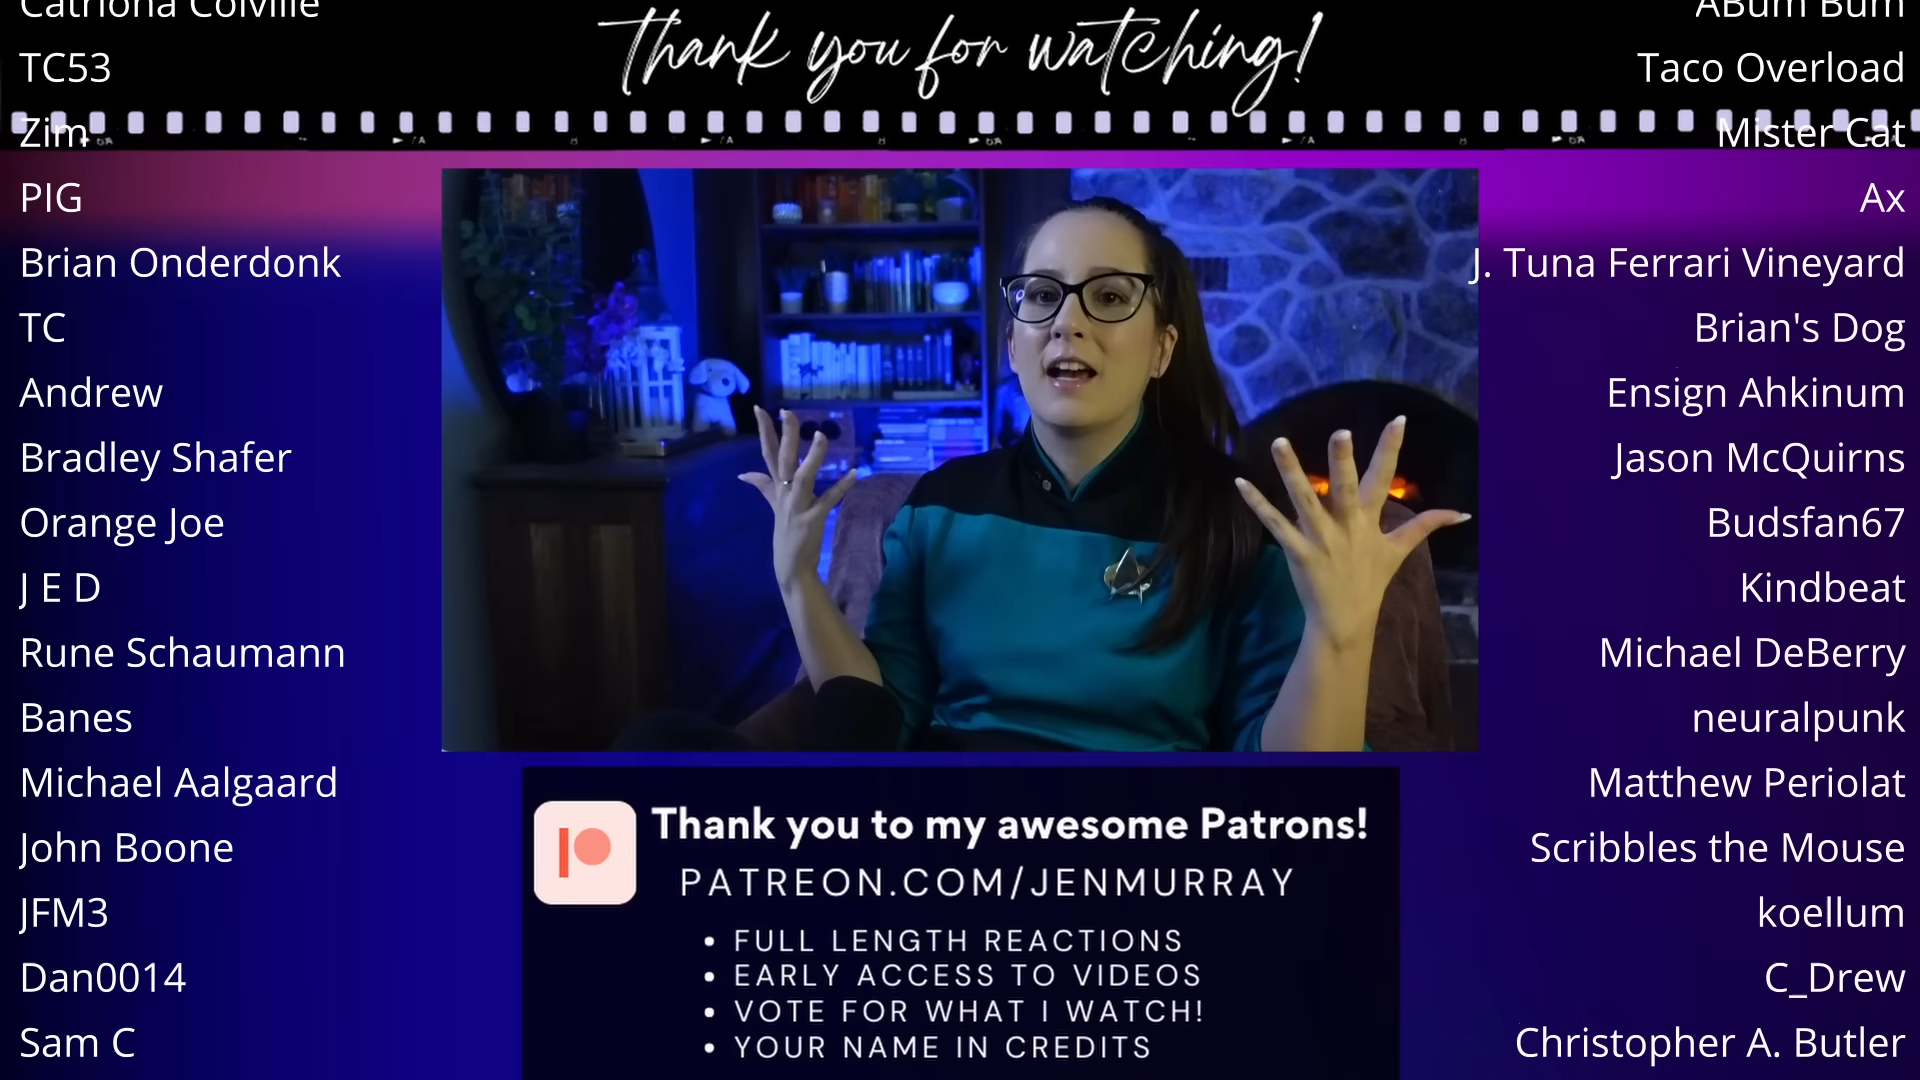 Catriona Colville
TC53
Zim
PIG
Brian Onderdonk
TC
Andrew
Bradley Shafer
Orange Joe
J E D
Rune Schaumann
Banes
Michael Aalgaard
John Boone
JFM3
Dan0014
Sam C
Thank you for watching!
Thank you to my awesome Patrons!
PATREON.COM/JENMURRAY
• FULL LENGTH REACTIONS
• EARLY ACCESS TO VIDEOS
• VOTE FOR WHAT I WATCH!
• YOUR NAME IN CREDITS
ABum Bum
Taco Overload
Mister Cat
Ax
J. Tuna Ferrari Vineyard
Brian's Dog
Ensign Ahkinum
Jason McQuirns
Budsfan67
Kindbeat
Michael DeBerry
neuralpunk
Matthew Periolat
Scribbles the Mouse
koellum
C_Drew
Christopher A. Butler